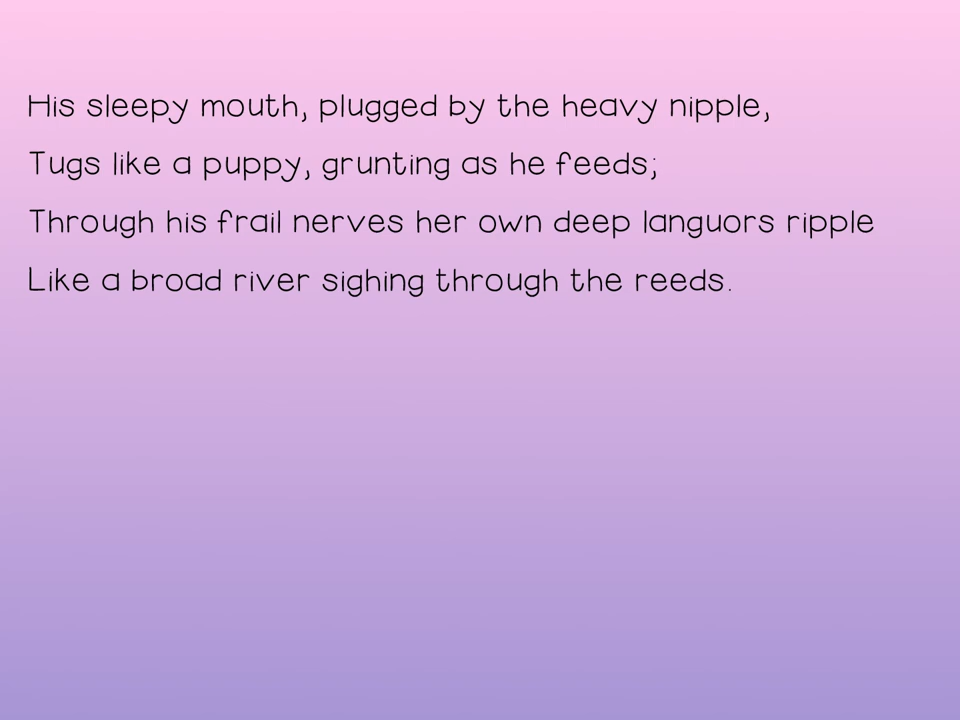 His sleepy mouth, plugged by the heavy nipple,
Tugs like a puppy, grunting as he feeds;
Through his frail nerves her own deep languors ripple
Like a broad river sighing through the reeds.